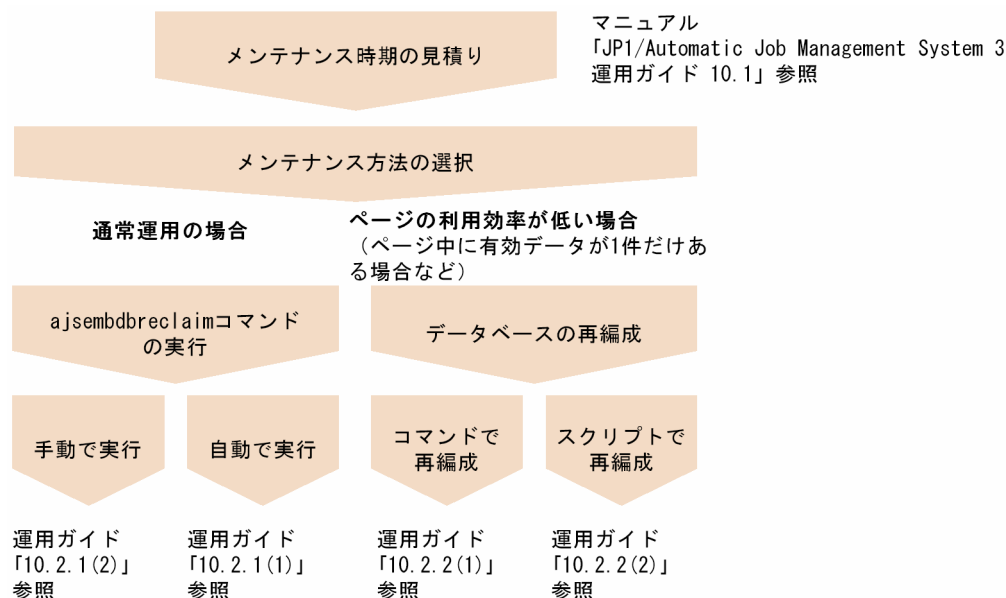 メンテナンス時期の見積り
マニュアル
「JP1/Automatic Job Management System 3
運用ガイド 10.1」参照
メンテナンス方法の選択
通常運用の場合
ページの利用効率が低い場合
（ページ中に有効データが1件だけあ
る場合など）
ajsembdbreclaimコマンド
の実行
データベースの再編成
手動で実行
自動で実行
コマンドで
再編成
スクリプトで
再編成
運用ガイド
「10.2.1(2)」
参照
運用ガイド
「10.2.1(1)」
参照
運用ガイド
「10.2.2(1)」
参照
運用ガイド
「10.2.2(2)」
参照